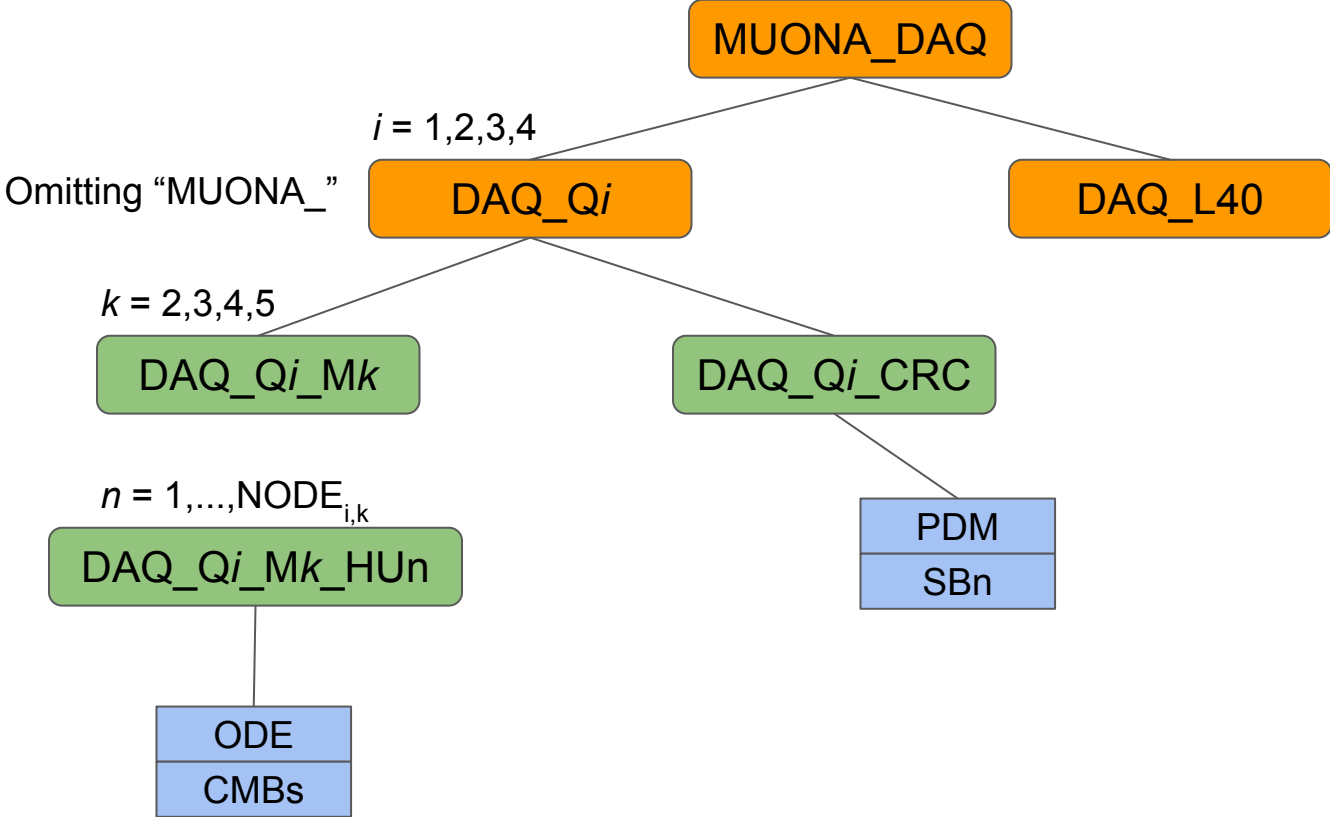 MUONA_DAQ
i = 1,2,3,4
Omitting “MUONA_”
DAQ_Qi
DAQ_L40
k = 2,3,4,5
DAQ_Qi_Mk
DAQ_Qi_CRC
n = 1,...,NODEi,k
DAQ_Qi_Mk_HUn
PDM
SBn
ODE
CMBs